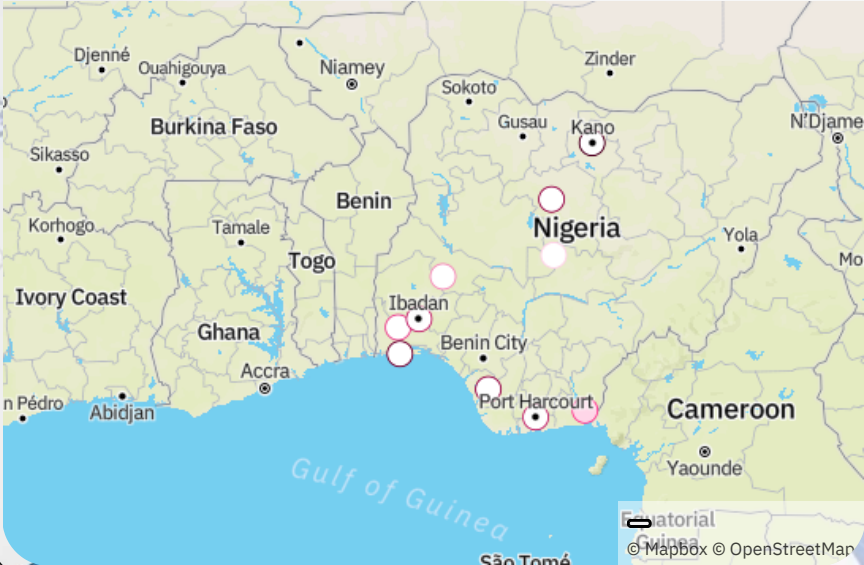 Djenné
Ouahigouya
Niamey
Zinder
Sokoto
Gusau
Kano
N'Djame
Burkina Faso
Sikasso
Benin
Korhogo
Tamale
Nigeria
Yola
Togo
Mo
Ivory Coast
Ibadan
Ghana
Benin City
Accra
n Pédro
Abidjan
Port Harcourt
Cameroon
Yaounde
Gulf of Guinea
Equatorial
Guinea
© Mapbox © OpenStreetMap
São Tomé